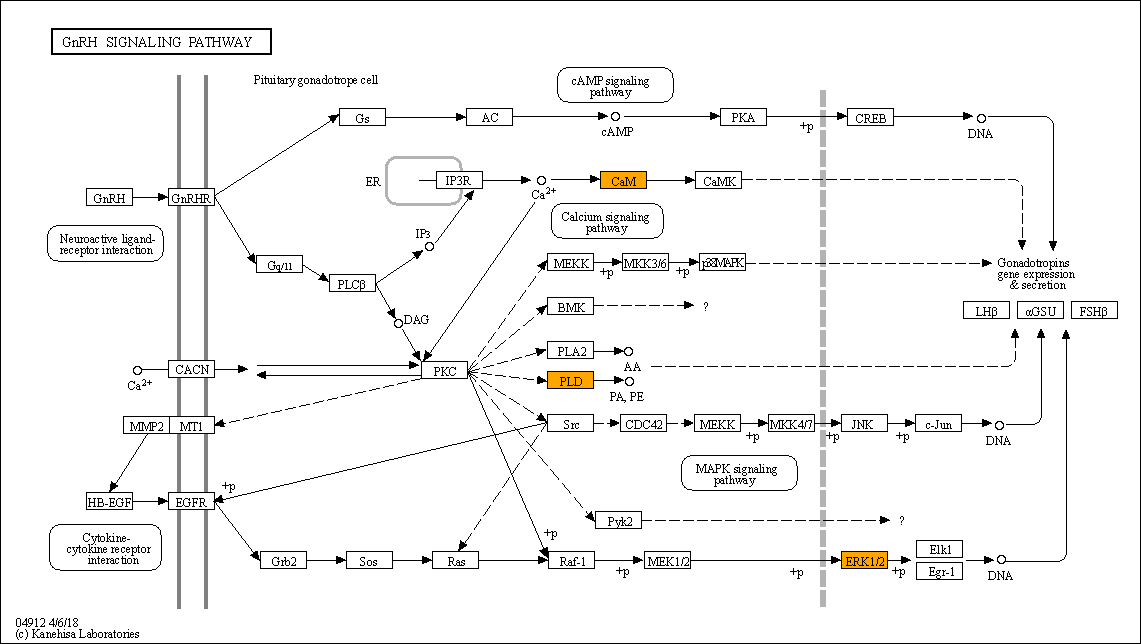 GnRH SIGNALING PATHWAY
Pituitary gonadotrope cell
cAMP signaling
pathway
Gs
AC
cAMP
PKA
+p
CREB
DNA
ER
IP3R
Ca2+
CaM
CaMK
GnRH
GnRHR
Calcium signaling
pathway
Neuroactive ligand-
receptor interaction
IP3
Gq/11
PLCβ
MEKK
+p
MKK3/6
+p
p38MAPK
Gonadotropins
gene expression
& secretion
DAG
BMK
?
LHβ
αGSU
FSHβ
PLA2
AA
CACN
Ca2+
PKC
PLD
PA, PE
MMP2
MT1
Src
CDC42
MEKK
+p
MKK4/7
+p
JNK
+p
c-Jun
DNA
MAPK signaling
pathway
+p
HB-EGF
EGFR
Pyk2
?
Cytokine-
cytokine receptor
interaction
+p
Grb2
Sos
Ras
Raf-1
+p
MEK1/2
+p
ERK1/2
+p
Elk1
Egr-1
DNA
04912 4/6/18
(c) Kanehisa Laboratories